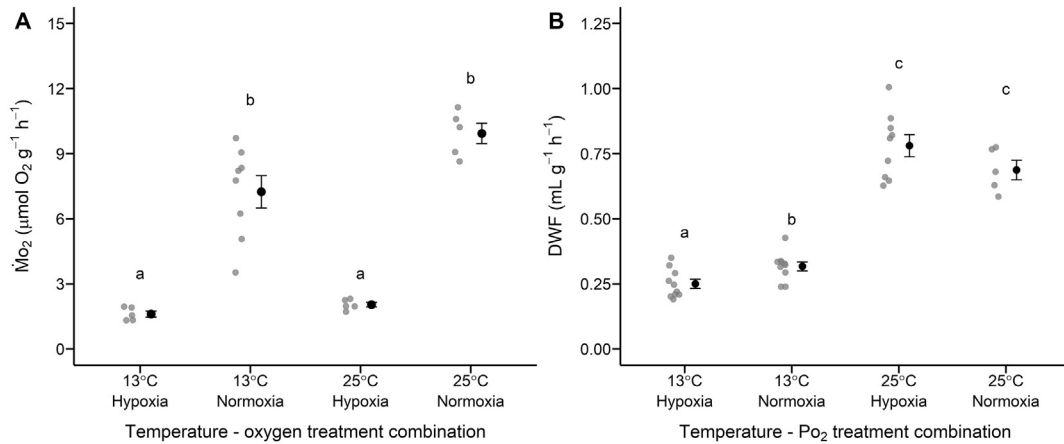 A
15
12
9
6
3
0
Ṁo₂ (μmol O₂ g⁻¹ h⁻¹)
a
b
a
b
13°C
Hypoxia
13°C
Normoxia
25°C
Hypoxia
25°C
Normoxia
Temperature - oxygen treatment combination
B
1.25
1.00
0.75
0.50
0.25
0.00
DWF (mL g⁻¹ h⁻¹)
a
b
c
c
13°C
Hypoxia
13°C
Normoxia
25°C
Hypoxia
25°C
Normoxia
Temperature - Po₂ treatment combination